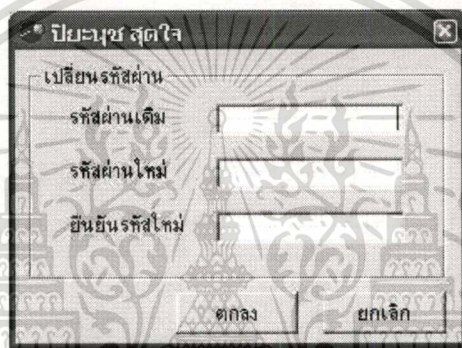 ปิยะนุช สุดใจ
เปลี่ยนรหัสผ่าน
รหัสผ่านเดิม
รหัสผ่านใหม่
ยืนยันรหัสใหม่
ตกลง ยกเลิก